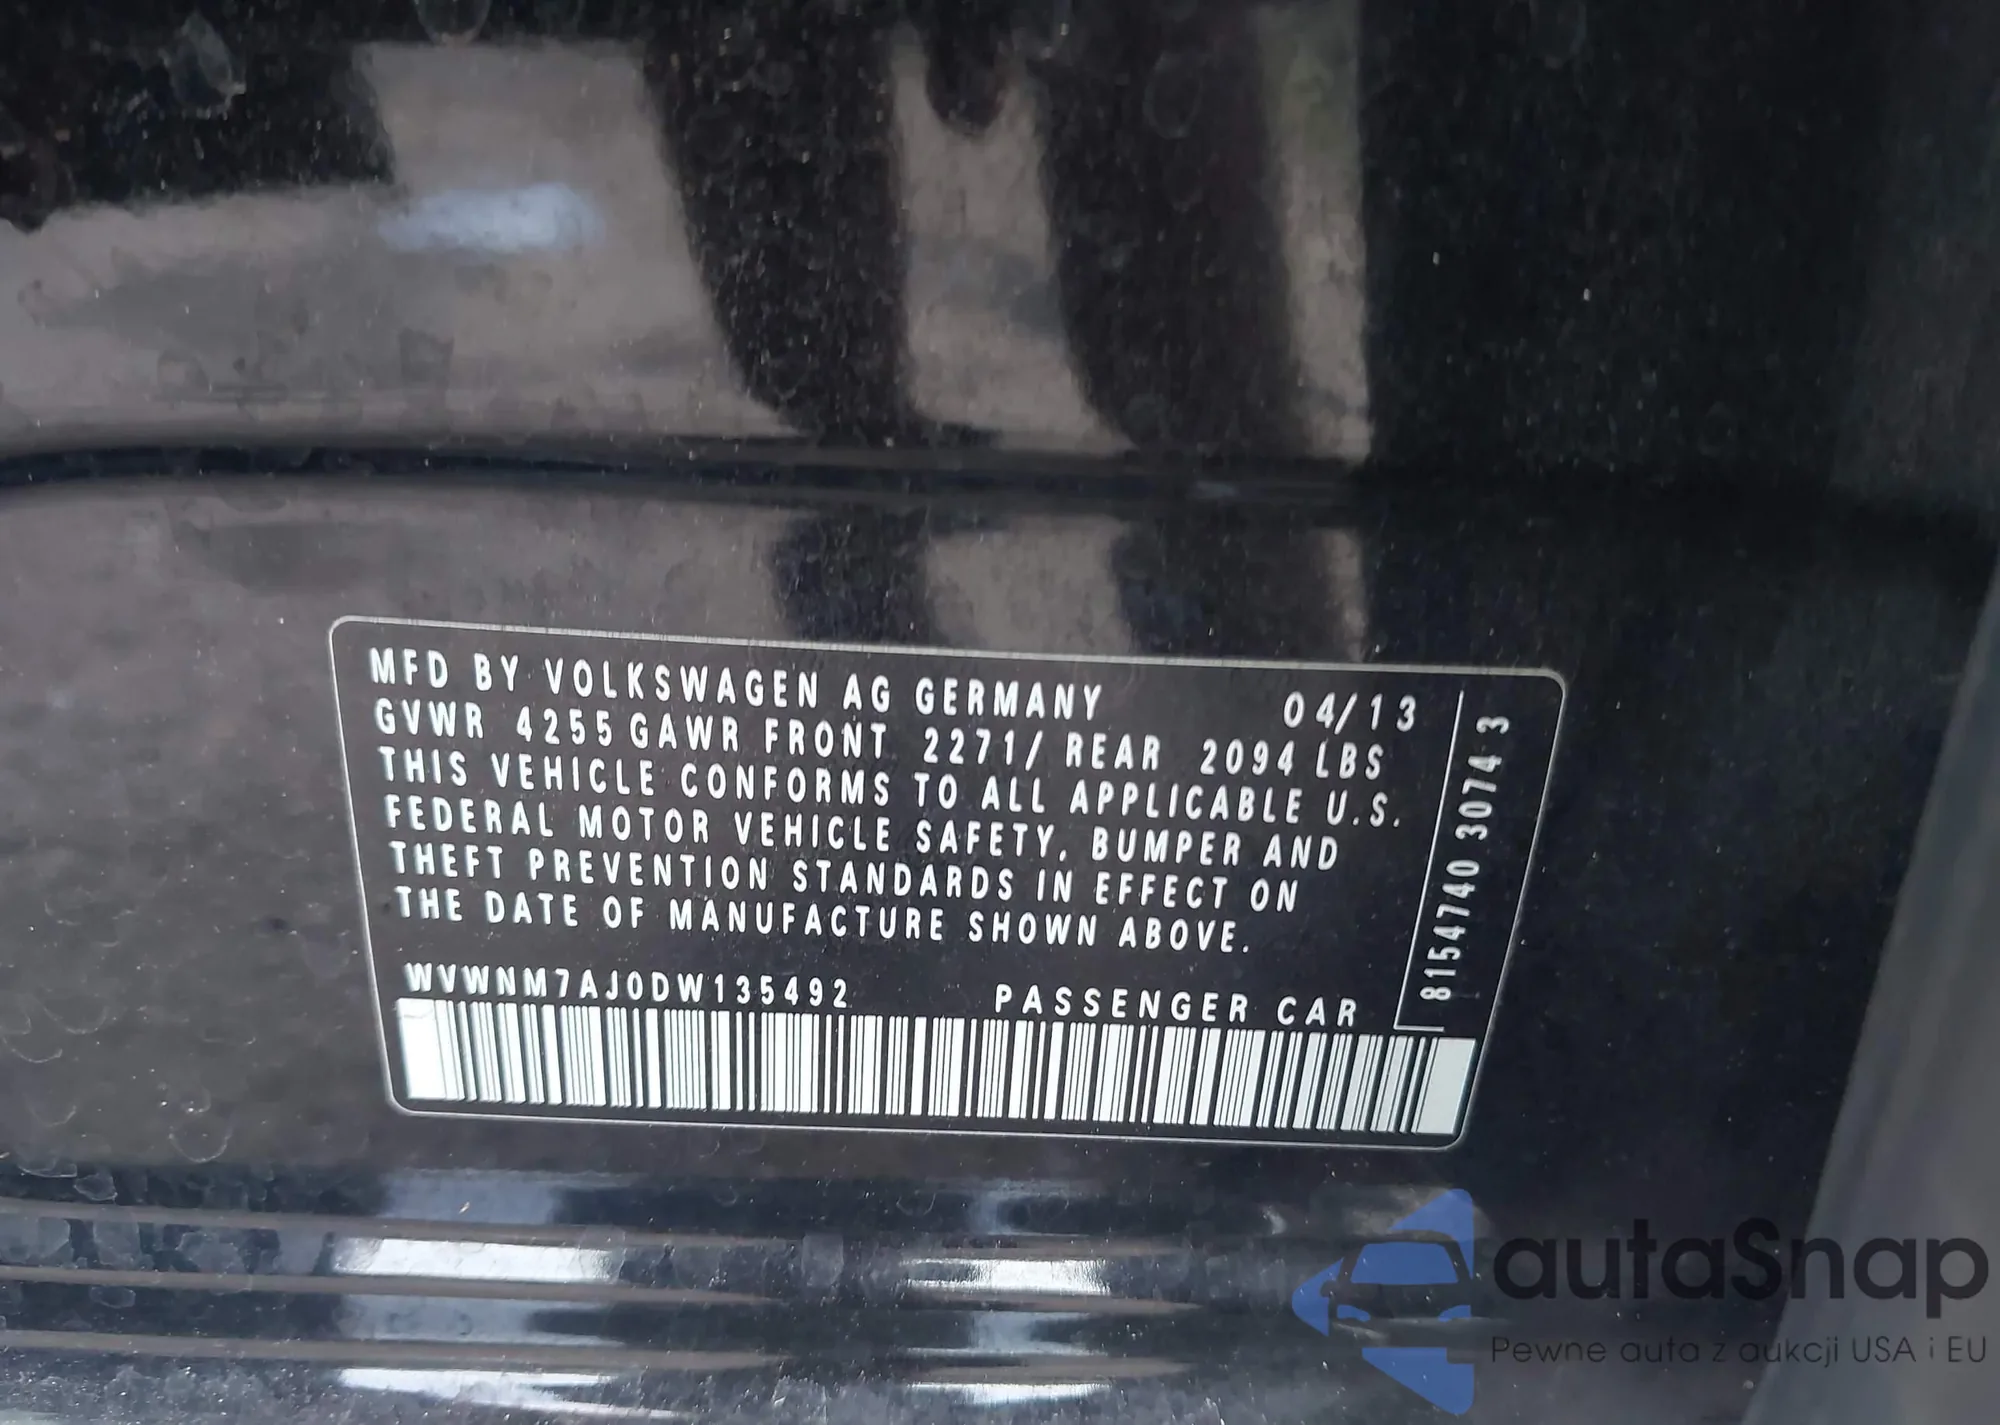 MFD BY VOLKSWAGEN AG GERMANY 04/13
GVWR 4255 GAWR FRONT 2271/ REAR 2094 LBS
THIS VEHICLE CONFORMS TO ALL APPLICABLE U.S.
FEDERAL MOTOR VEHICLE SAFETY, BUMPER AND
THEFT PREVENTION STANDARDS IN EFFECT ON
THE DATE OF MANUFACTURE SHOWN ABOVE.
WVWNM7AJ0DW135492 PASSENGER CAR
8154740 3074 3
autaSnap
Pewne auta z aukcji USA i EU